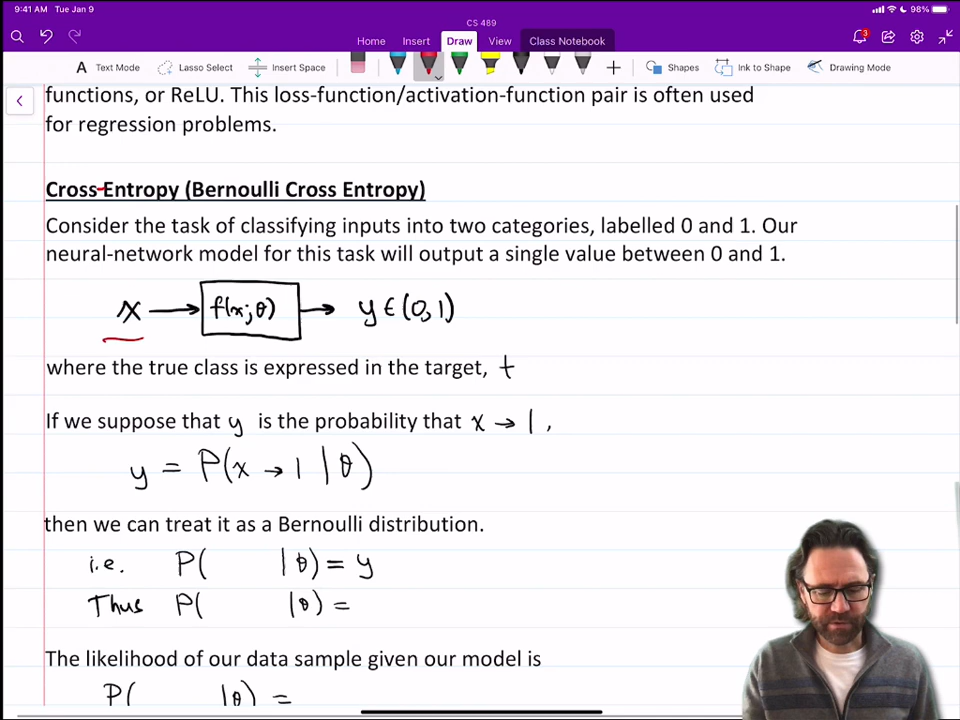 9:41 AM Tue Jan 9
98%
CS 489
Home Insert Draw View Class Notebook
3
A Text Mode Lasso Select Insert Space Shapes Ink to Shape Drawing Mode
functions, or ReLU. This loss-function/activation-function pair is often used
for regression problems.
Cross-Entropy (Bernoulli Cross Entropy)
Consider the task of classifying inputs into two categories, labelled 0 and 1. Our
neural-network model for this task will output a single value between 0 and 1.
x → f(x;θ) → y ∈ (0,1)
where the true class is expressed in the target, t
If we suppose that y is the probability that x → 1 ,
y = P(x → 1 | θ)
then we can treat it as a Bernoulli distribution.
i.e. P( | θ) = y
Thus P( | θ) =
The likelihood of our data sample given our model is
P( | θ) =